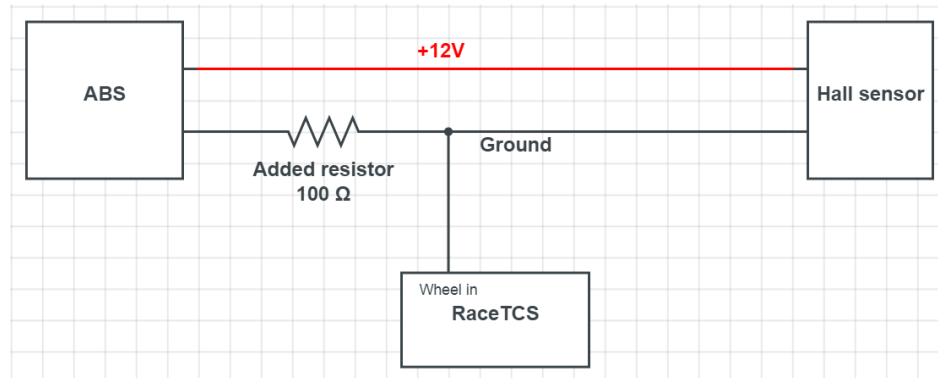 +12V
ABS
Hall sensor
Ground
Added resistor
100 Ω
Wheel in
RaceTCS